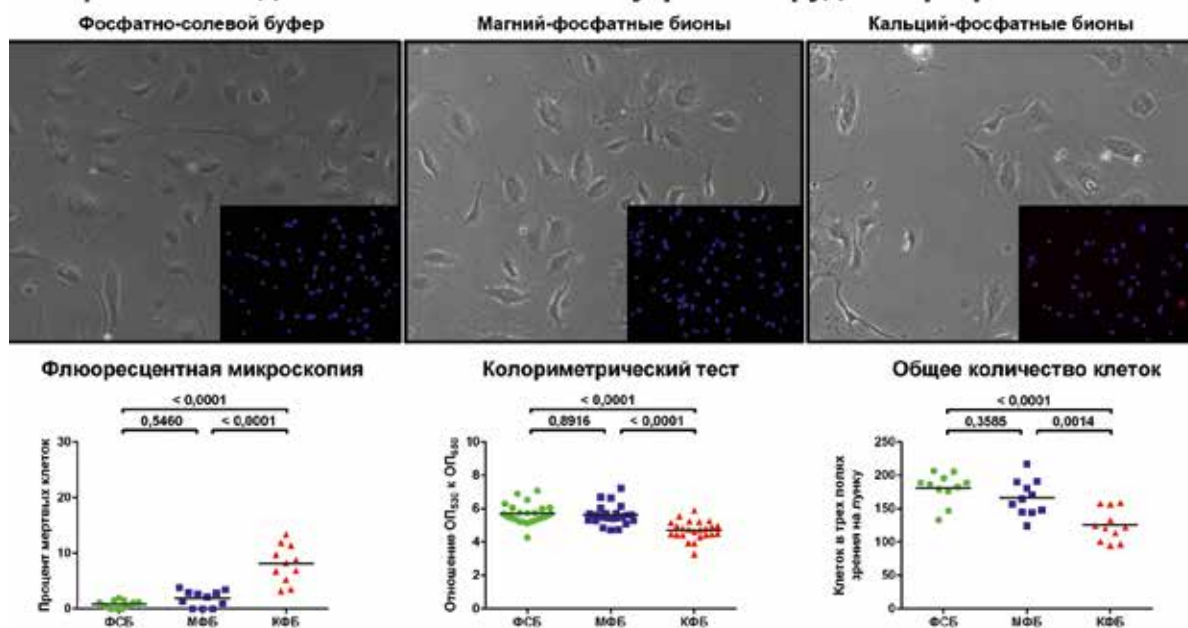 Фосфатно-солевой буфер
Магний-фосфатные бионы
Кальций-фосфатные бионы
Флюоресцентная микроскопия
< 0,0001
0,5460
< 0,0001
Процент мертвых клеток
30
20
10
0
ФСБ
МФБ
КФБ
Колориметрический тест
< 0,0001
0,8916
< 0,0001
Отношение ОП₅₃₀ к ОП₆₅₀
10
8
6
4
2
0
ФСБ
МФБ
КФБ
Общее количество клеток
< 0,0001
0,3585
0,0014
Клеток в трех полях
зрения на лунку
250
200
150
100
50
0
ФСБ
МФБ
КФБ